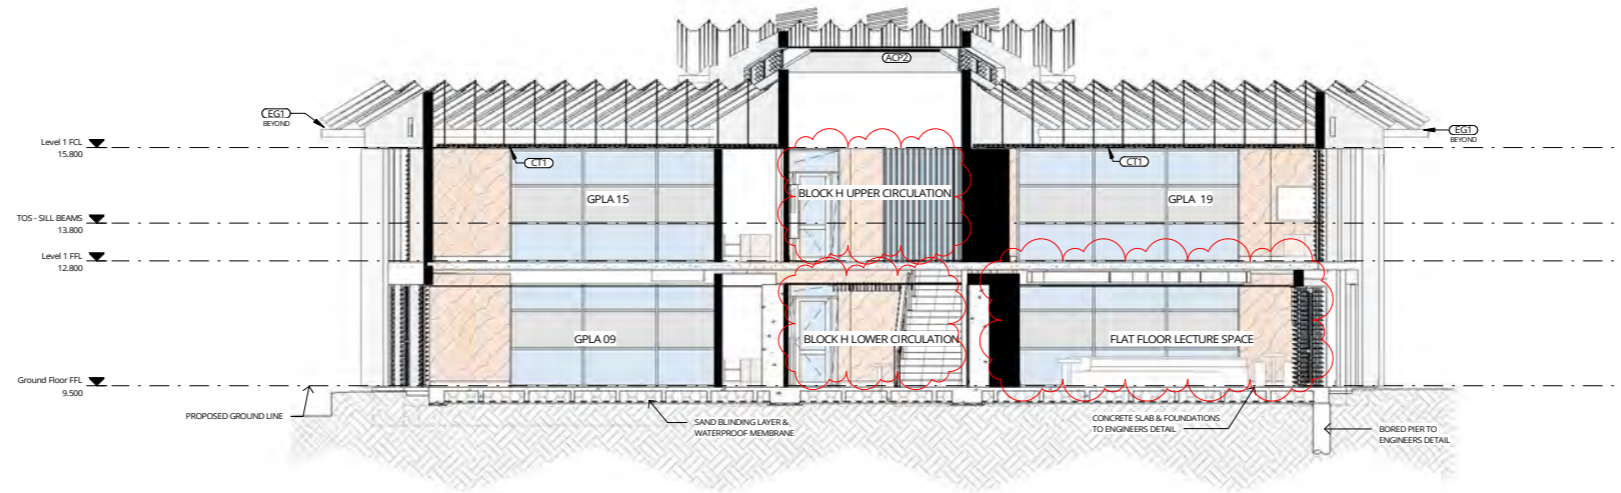 ACP2
EG1
BEYOND
EG1
BEYOND
Level 1 FCL
15.800
CT1
CT1
GPLA 15
BLOCK H UPPER CIRCULATION
GPLA 19
TOS - SILL BEAMS
13.800
Level 1 FFL
12.800
GPLA 09
BLOCK H LOWER CIRCULATION
FLAT FLOOR LECTURE SPACE
Ground Floor FFL
9.500
PROPOSED GROUND LINE
SAND BLINDING LAYER &
WATERPROOF MEMBRANE
CONCRETE SLAB & FOUNDATIONS
TO ENGINEERS DETAIL
BORED PIER TO
ENGINEERS DETAIL